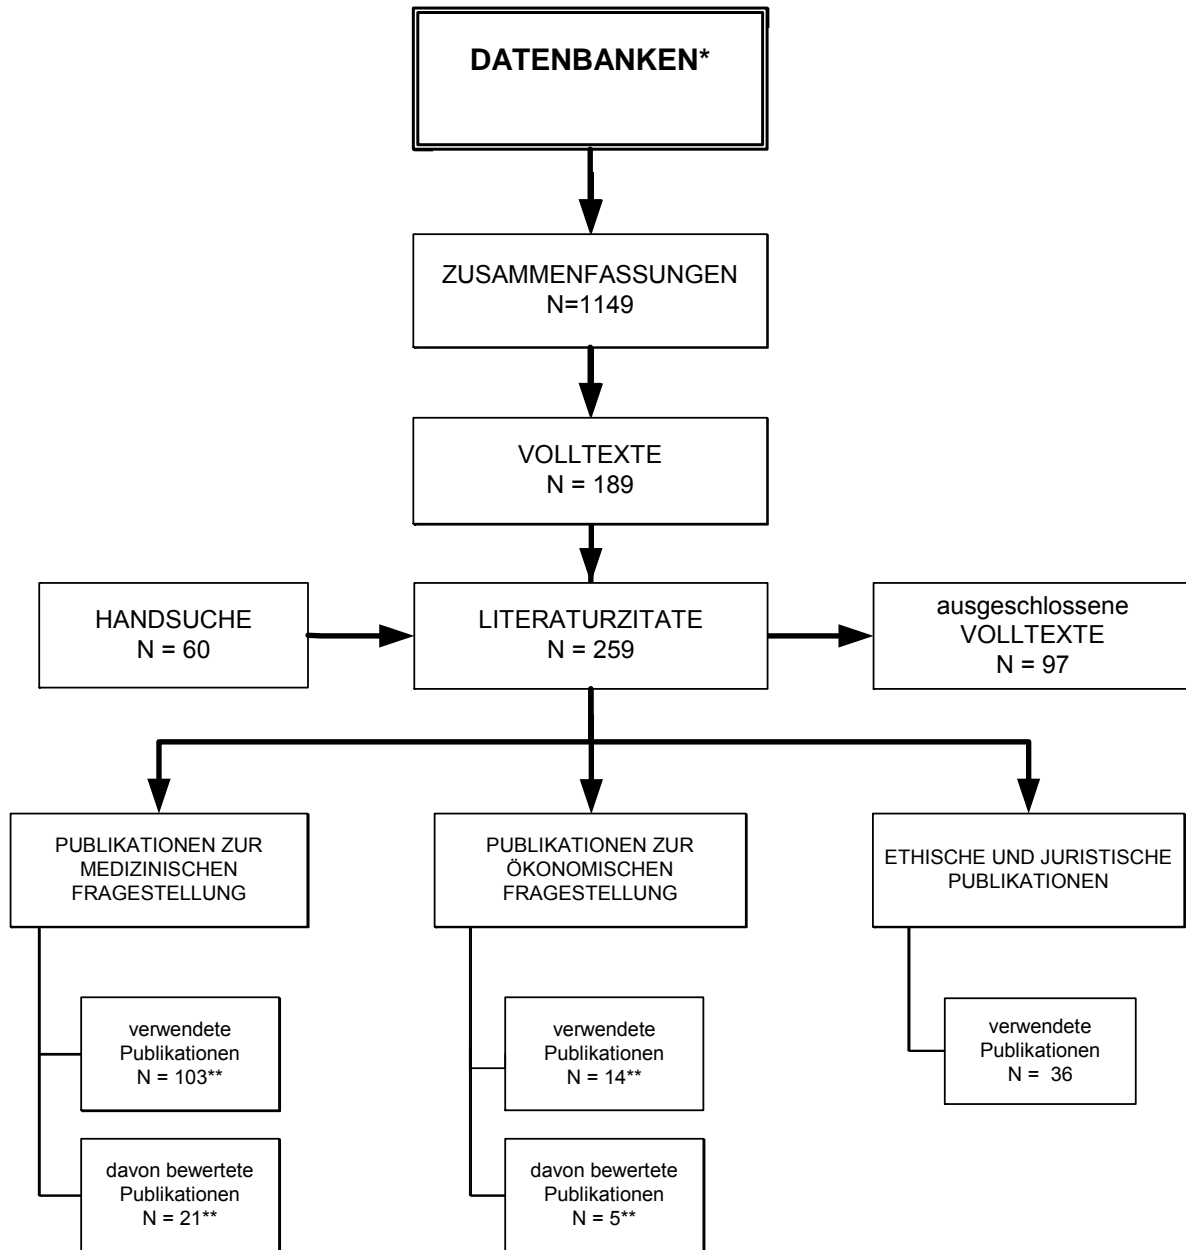 DATENBANKEN*
ZUSAMMENFASSUNGEN
N=1149
VOLLTEXTE
N = 189
HANDSUCHE
N = 60
LITERATURZITATE
N = 259
ausgeschlossene
VOLLTEXTE
N = 97
PUBLIKATIONEN ZUR
MEDIZINISCHEN
FRAGESTELLUNG
PUBLIKATIONEN ZUR
ÖKONOMISCHEN
FRAGESTELLUNG
ETHISCHE UND JURISTISCHE
PUBLIKATIONEN
verwendete
Publikationen
N = 103**
verwendete
Publikationen
N = 14**
verwendete
Publikationen
N = 36
davon bewertete
Publikationen
N = 21**
davon bewertete
Publikationen
N = 5**